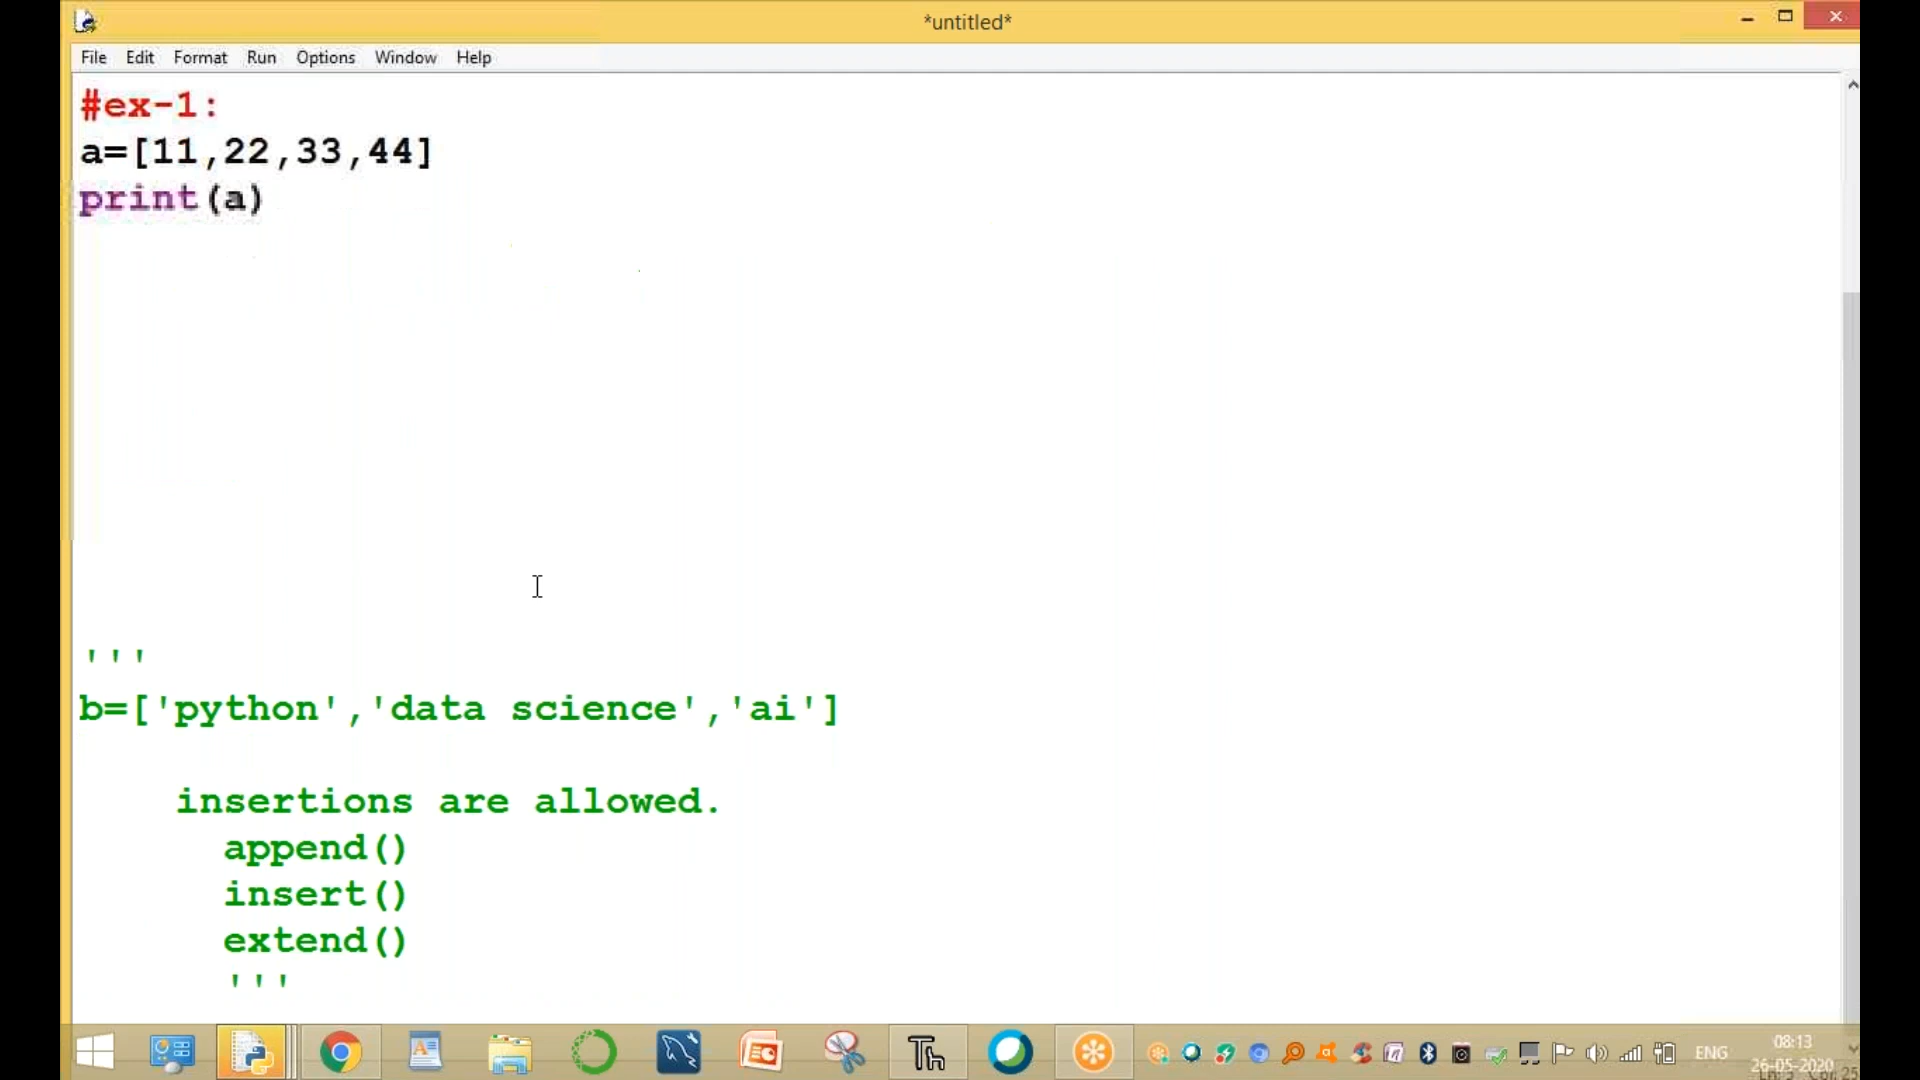 *untitled*
File Edit Format Run Options Window Help
#ex-1:
a=[11,22,33,44]
print(a)
'''
b=['python','data science','ai']
insertions are allowed.
append()
insert()
extend()
'''
ENG
08:13
26-05-2020